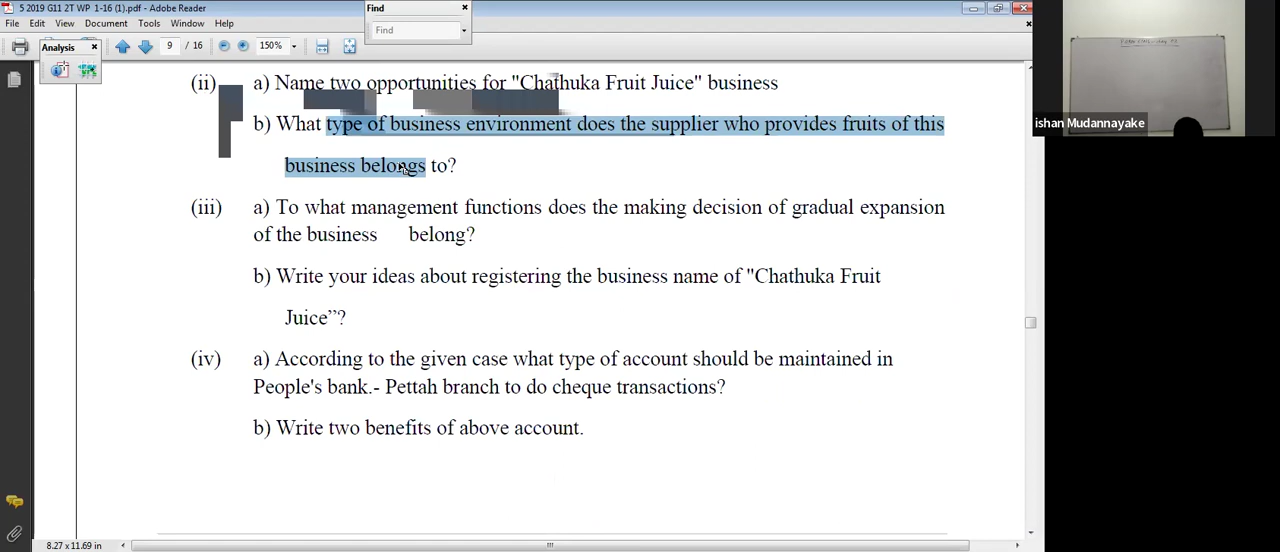 5 2019 G11 2T WP 1-16 (1).pdf - Adobe Reader
File Edit View Document Tools Window Help
Find
Find
9 / 16 150%
Analysis
(ii) a) Name two opportunities for "Chathuka Fruit Juice" business
b) What type of business environment does the supplier who provides fruits of this
business belongs to?
(iii) a) To what management functions does the making decision of gradual expansion
of the business belong?
b) Write your ideas about registering the business name of "Chathuka Fruit
Juice”?
(iv) a) According to the given case what type of account should be maintained in
People's bank.- Pettah branch to do cheque transactions?
b) Write two benefits of above account.
8.27 x 11.69 in
ishan Mudannayake